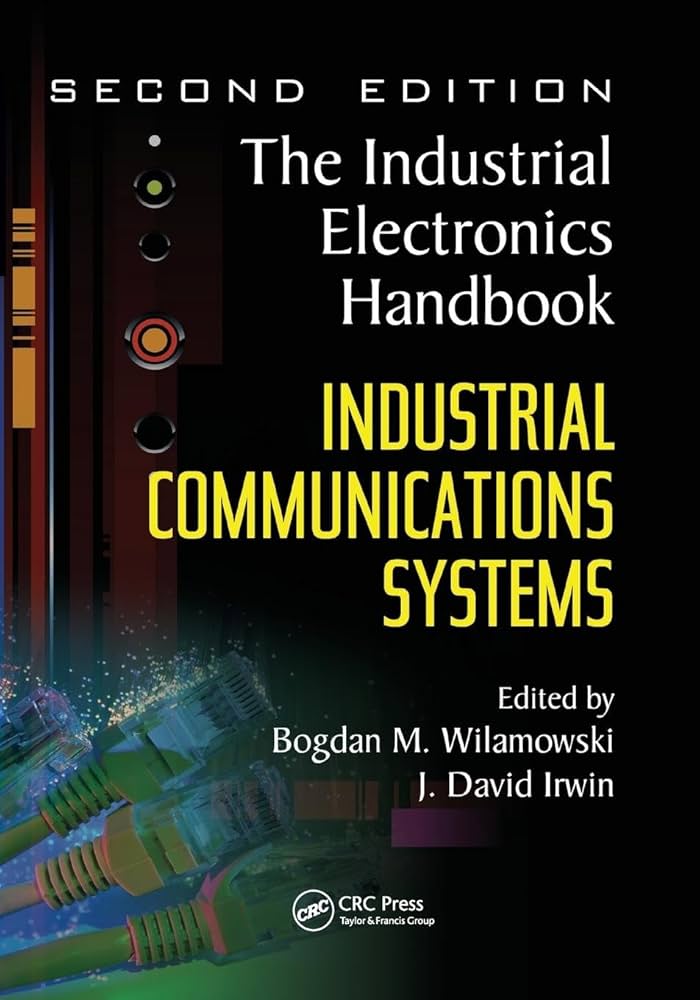 SECOND EDITION
The Industrial
Electronics
Handbook
INDUSTRIAL
COMMUNICATIONS
SYSTEMS
Edited by
Bogdan M. Wilamowski
J. David Irwin
CRC
CRC Press
Taylor & Francis Group